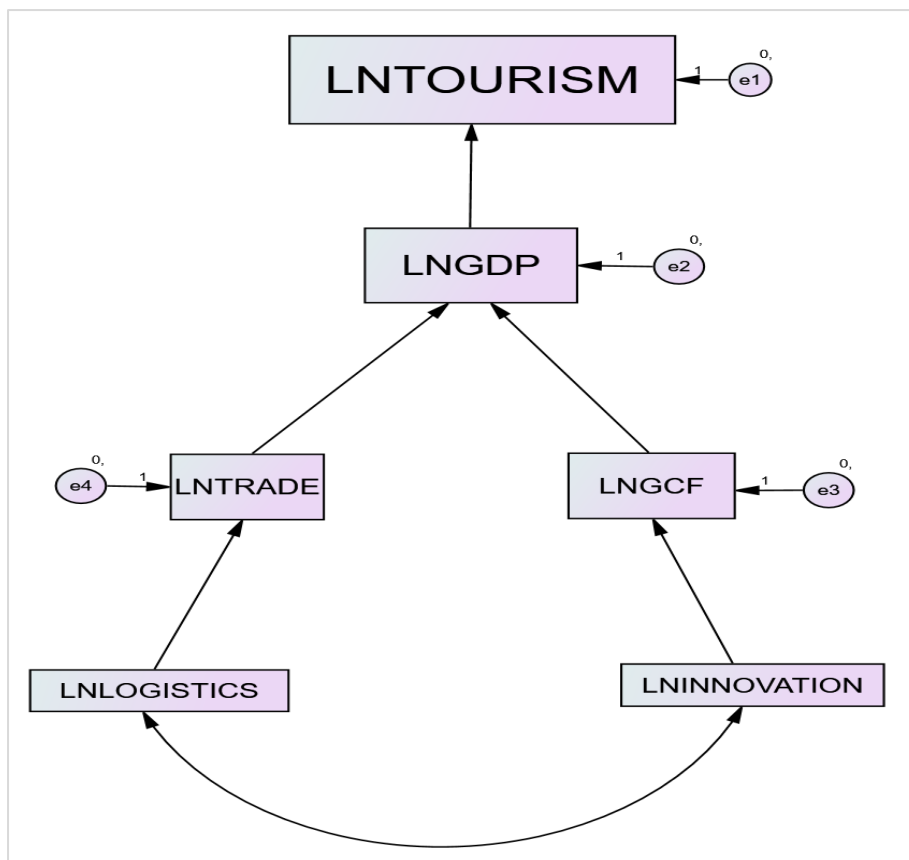 LNTOURISM
0,
1
e1
LNGDP
0,
1
e2
0,
1
e4
LNTRADE
LNGCF
0,
1
e3
LNLOGISTICS
LNINNOVATION